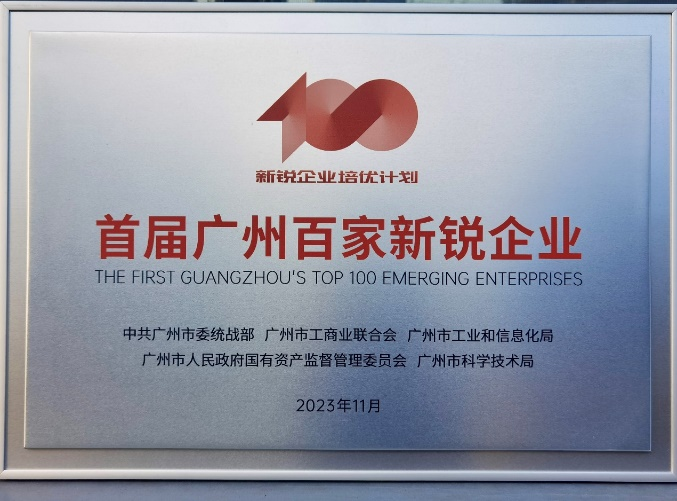 100
新锐企业培优计划
首届广州百家新锐企业
THE FIRST GUANGZHOU'S TOP 100 EMERGING ENTERPRISES
中共广州市委统战部 广州市工商业联合会 广州市工业和信息化局
广州市人民政府国有资产监督管理委员会 广州市科学技术局
2023年11月